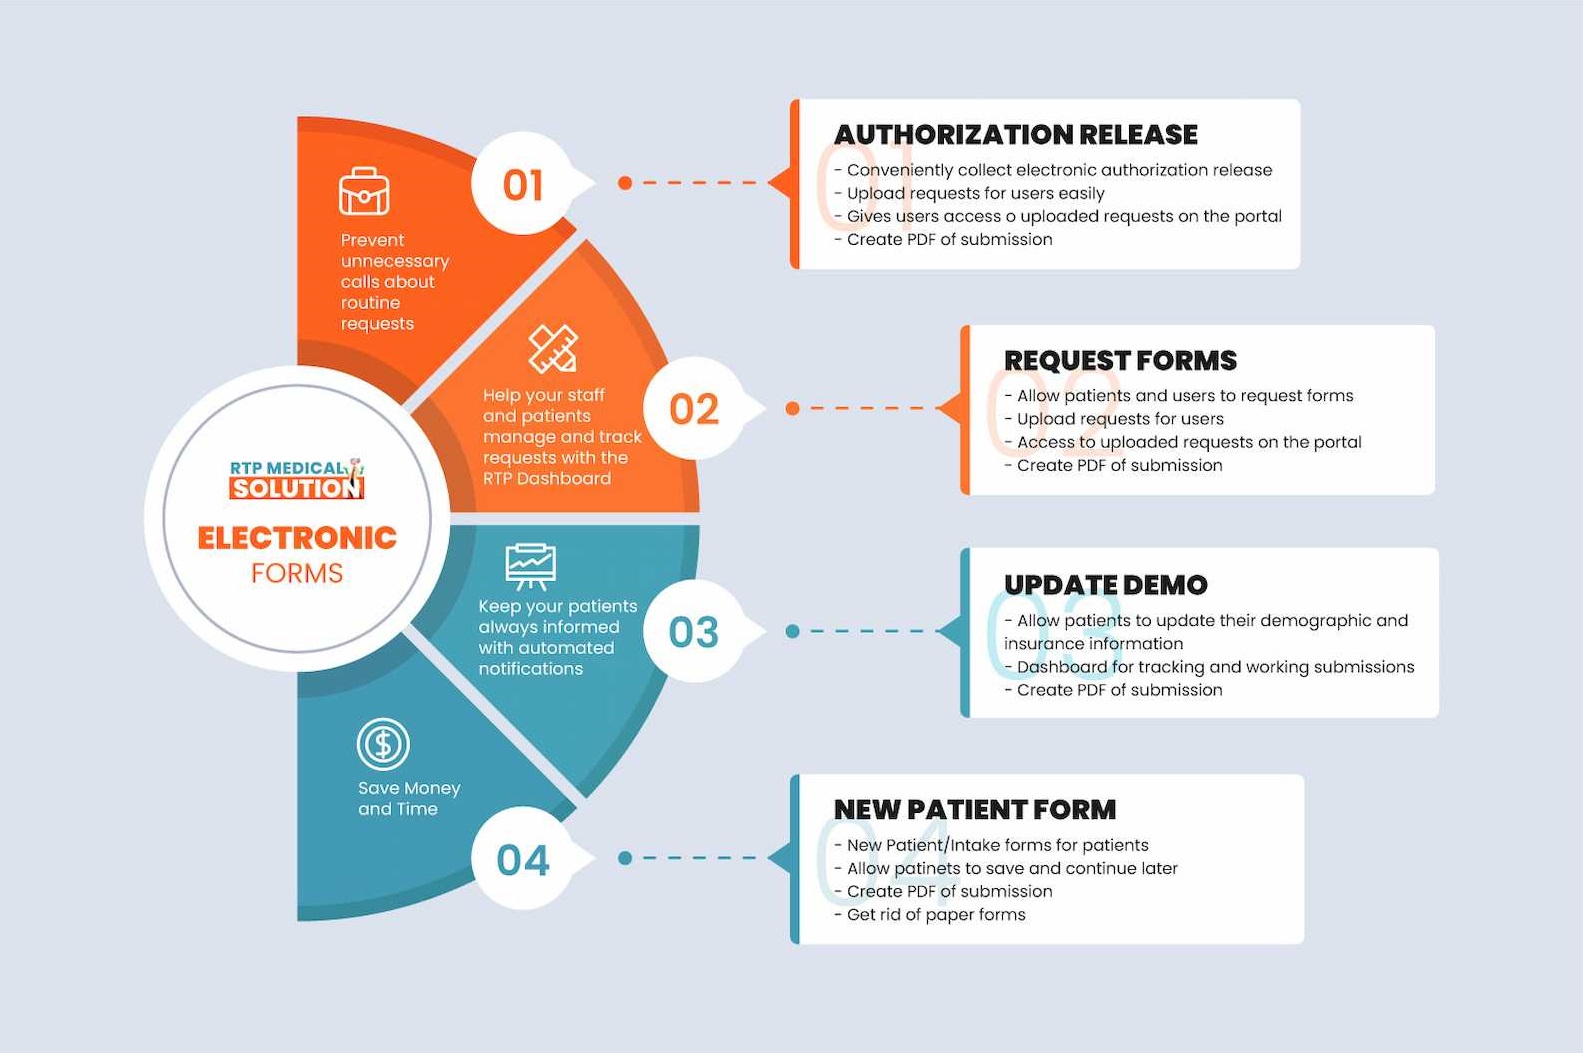 RTP MEDICAL
SOLUTION
ELECTRONIC
FORMS
Prevent
unnecessary
calls about
routine
requests
01
01
AUTHORIZATION RELEASE
- Conveniently collect electronic authorization release
- Upload requests for users easily
- Gives users access o uploaded requests on the portal
- Create PDF of submission
Help your staff
and patients
manage and track
requests with the
RTP Dashboard
02
02
REQUEST FORMS
- Allow patients and users to request forms
- Upload requests for users
- Access to uploaded requests on the portal
- Create PDF of submission
Keep your patients
always informed
with automated
notifications
03
03
UPDATE DEMO
- Allow patients to update their demographic and
insurance information
- Dashboard for tracking and working submissions
- Create PDF of submission
Save Money
and Time
04
04
NEW PATIENT FORM
- New Patient/Intake forms for patients
- Allow patinets to save and continue later
- Create PDF of submission
- Get rid of paper forms